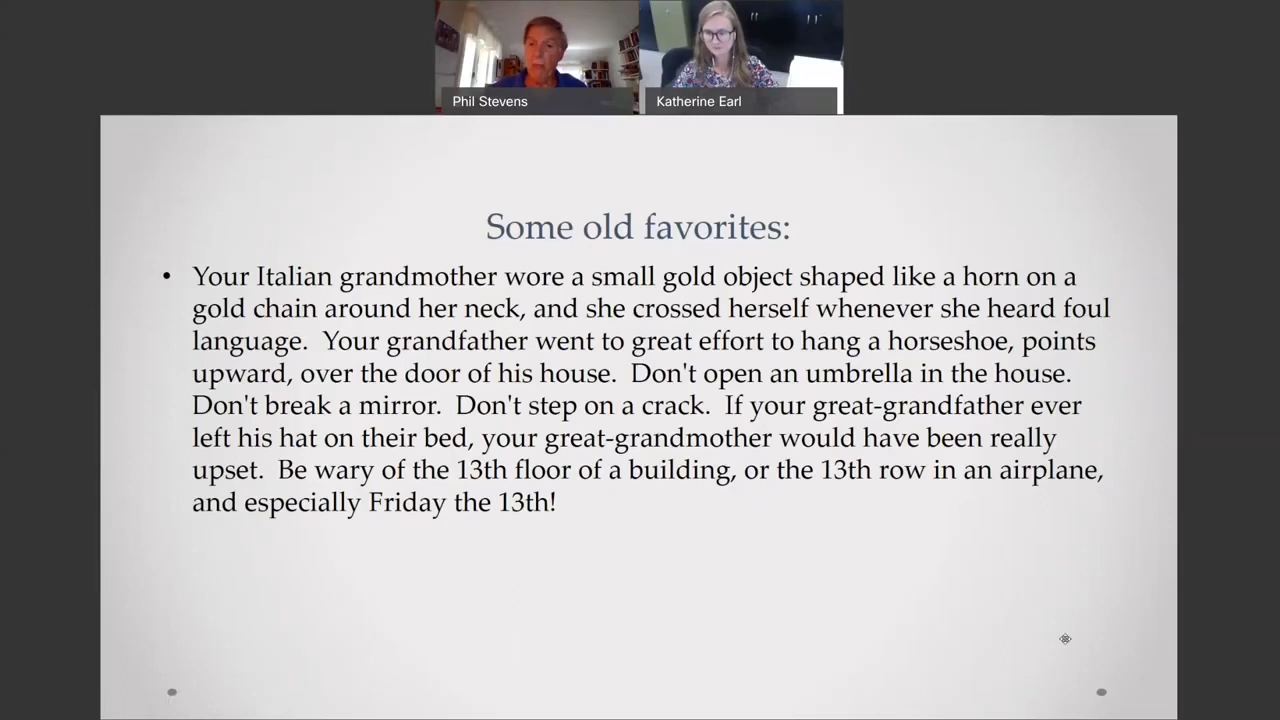 Phil Stevens
Katherine Earl
Some old favorites:
• Your Italian grandmother wore a small gold object shaped like a horn on a
gold chain around her neck, and she crossed herself whenever she heard foul
language.  Your grandfather went to great effort to hang a horseshoe, points
upward, over the door of his house.  Don't open an umbrella in the house.
Don't break a mirror.  Don't step on a crack.  If your great-grandfather ever
left his hat on their bed, your great-grandmother would have been really
upset.  Be wary of the 13th floor of a building, or the 13th row in an airplane,
and especially Friday the 13th!